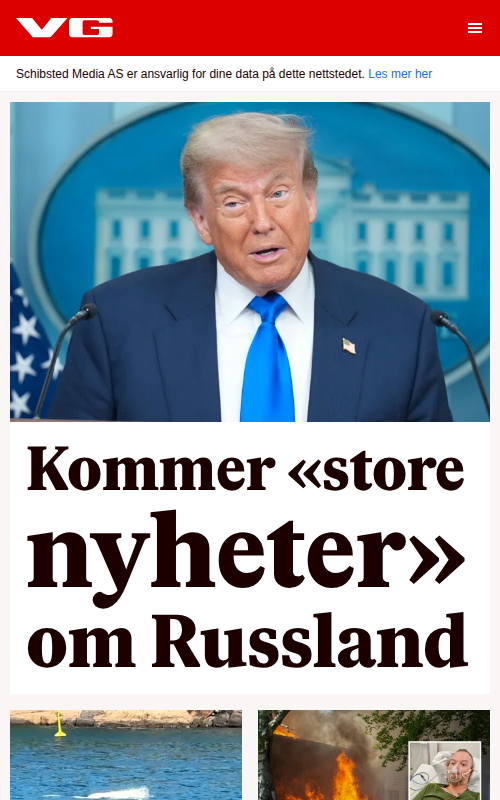 VG
Schibsted Media AS er ansvarlig for dine data på dette nettstedet. Les mer her
Kommer «store
nyheter»
om Russland